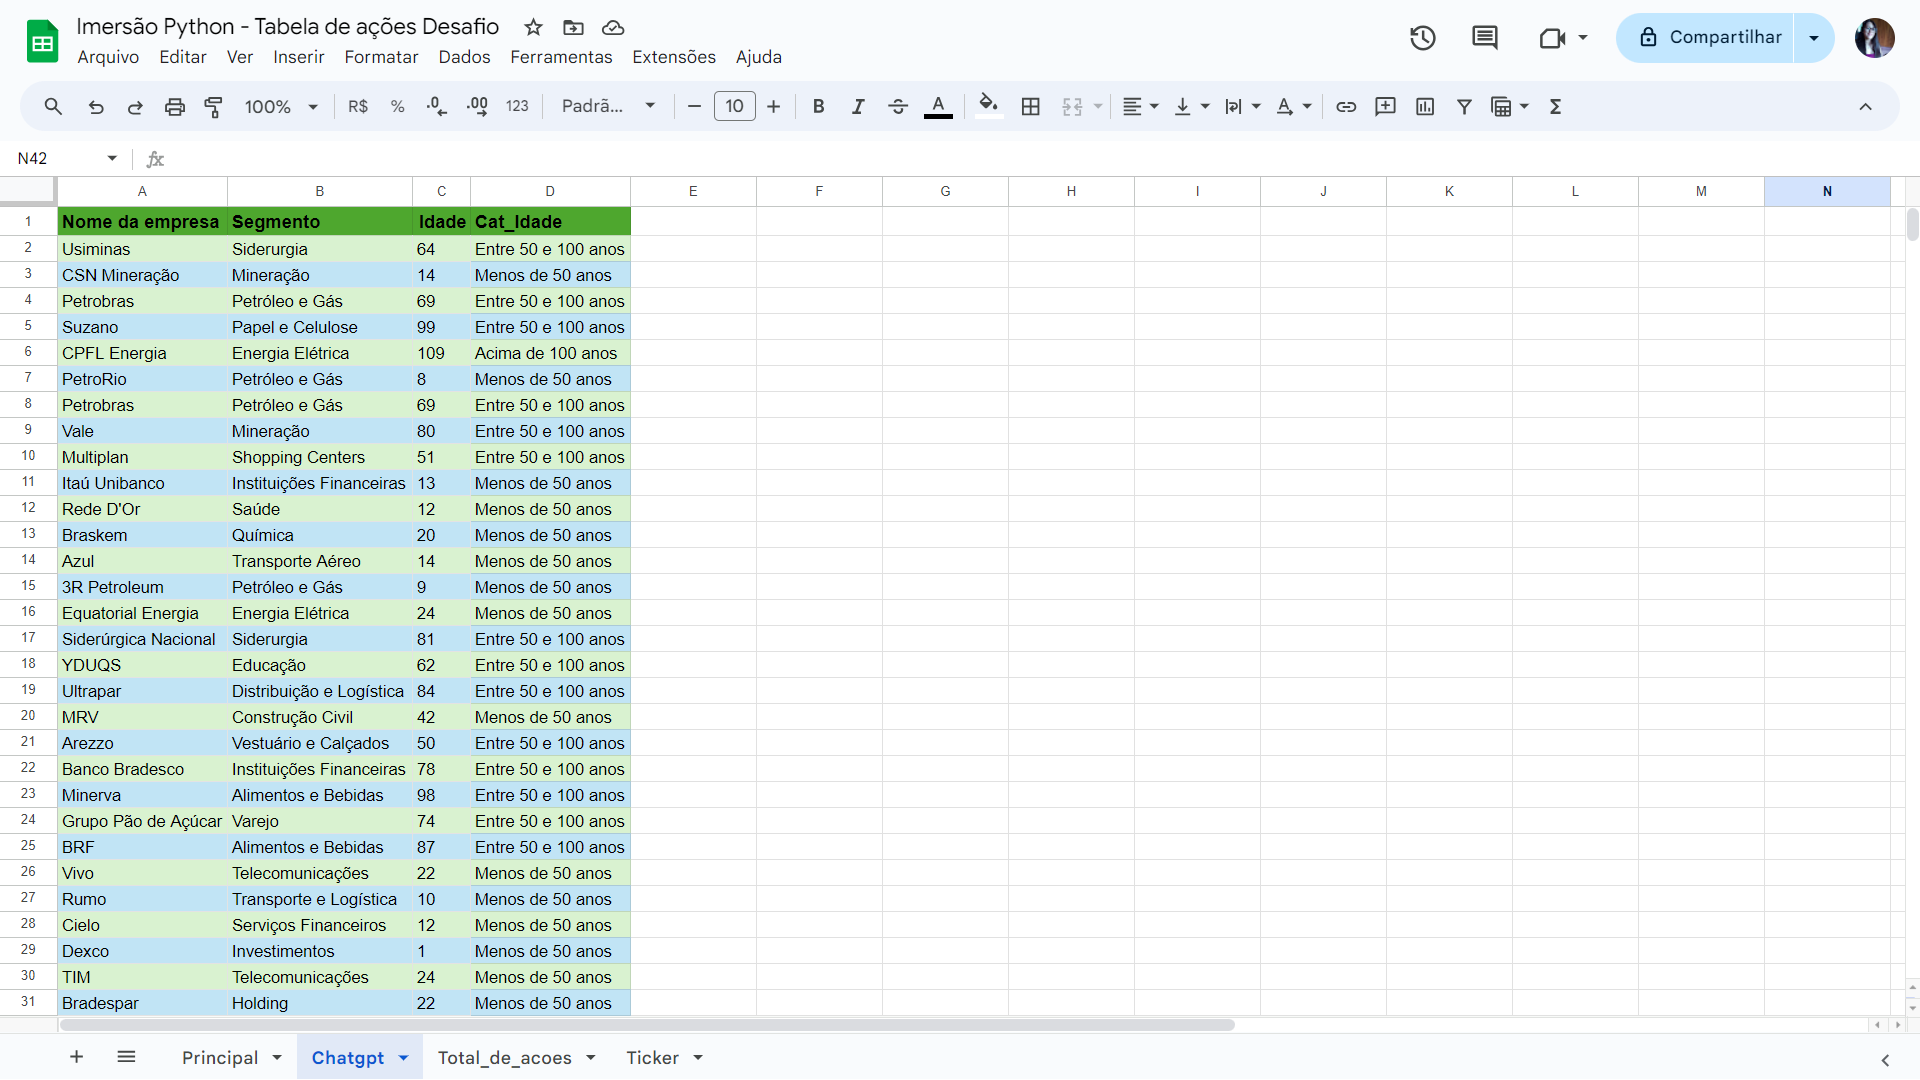 Imersão Python - Tabela de ações Desafio
Arquivo Editar Ver Inserir Formatar Dados Ferramentas Extensões Ajuda
Compartilhar
100% R$ % .0 .00 123 Padrã... 10 B I A A Σ
N42 fx
A B C D E F G H I J K L M N
1 Nome da empresa Segmento Idade Cat_Idade
2 Usiminas Siderurgia 64 Entre 50 e 100 anos
3 CSN Mineração Mineração 14 Menos de 50 anos
4 Petrobras Petróleo e Gás 69 Entre 50 e 100 anos
5 Suzano Papel e Celulose 99 Entre 50 e 100 anos
6 CPFL Energia Energia Elétrica 109 Acima de 100 anos
7 PetroRio Petróleo e Gás 8 Menos de 50 anos
8 Petrobras Petróleo e Gás 69 Entre 50 e 100 anos
9 Vale Mineração 80 Entre 50 e 100 anos
10 Multiplan Shopping Centers 51 Entre 50 e 100 anos
11 Itaú Unibanco Instituições Financeiras 13 Menos de 50 anos
12 Rede D'Or Saúde 12 Menos de 50 anos
13 Braskem Química 20 Menos de 50 anos
14 Azul Transporte Aéreo 14 Menos de 50 anos
15 3R Petroleum Petróleo e Gás 9 Menos de 50 anos
16 Equatorial Energia Energia Elétrica 24 Menos de 50 anos
17 Siderúrgica Nacional Siderurgia 81 Entre 50 e 100 anos
18 YDUQS Educação 62 Entre 50 e 100 anos
19 Ultrapar Distribuição e Logística 84 Entre 50 e 100 anos
20 MRV Construção Civil 42 Menos de 50 anos
21 Arezzo Vestuário e Calçados 50 Entre 50 e 100 anos
22 Banco Bradesco Instituições Financeiras 78 Entre 50 e 100 anos
23 Minerva Alimentos e Bebidas 98 Entre 50 e 100 anos
24 Grupo Pão de Açúcar Varejo 74 Entre 50 e 100 anos
25 BRF Alimentos e Bebidas 87 Entre 50 e 100 anos
26 Vivo Telecomunicações 22 Menos de 50 anos
27 Rumo Transporte e Logística 10 Menos de 50 anos
28 Cielo Serviços Financeiros 12 Menos de 50 anos
29 Dexco Investimentos 1 Menos de 50 anos
30 TIM Telecomunicações 24 Menos de 50 anos
31 Bradespar Holding 22 Menos de 50 anos
Principal Chatgpt Total_de_acoes Ticker